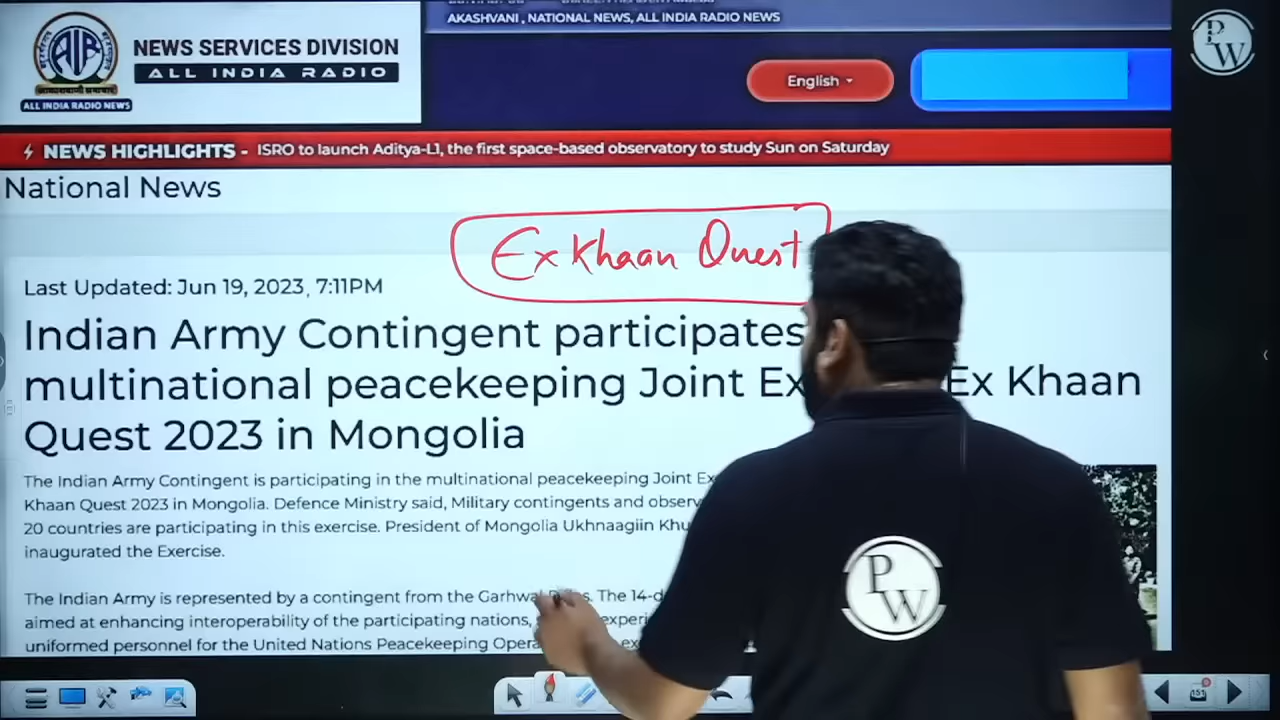 AKASHVANI, NATIONAL NEWS, ALL INDIA RADIO NEWS
AIR
NEWS SERVICES DIVISION
ALL INDIA RADIO
ALL INDIA RADIO NEWS
English
PW
NEWS HIGHLIGHTS - ISRO to launch Aditya-L1, the first space-based observatory to study Sun on Saturday
National News
Ex Khaan Quest
Last Updated: Jun 19, 2023, 7:11PM
Indian Army Contingent participates
multinational peacekeeping Joint Ex Ex Khaan
Quest 2023 in Mongolia
The Indian Army Contingent is participating in the multinational peacekeeping Joint Ex
Khaan Quest 2023 in Mongolia. Defence Ministry said, Military contingents and observ
20 countries are participating in this exercise. President of Mongolia Ukhnaagiin Khu
inaugurated the Exercise.
The Indian Army is represented by a contingent from the Garhwal The 14-d
aimed at enhancing interoperability of the participating nations, experi
uniformed personnel for the United Nations Peacekeeping Opera ex
PW
151